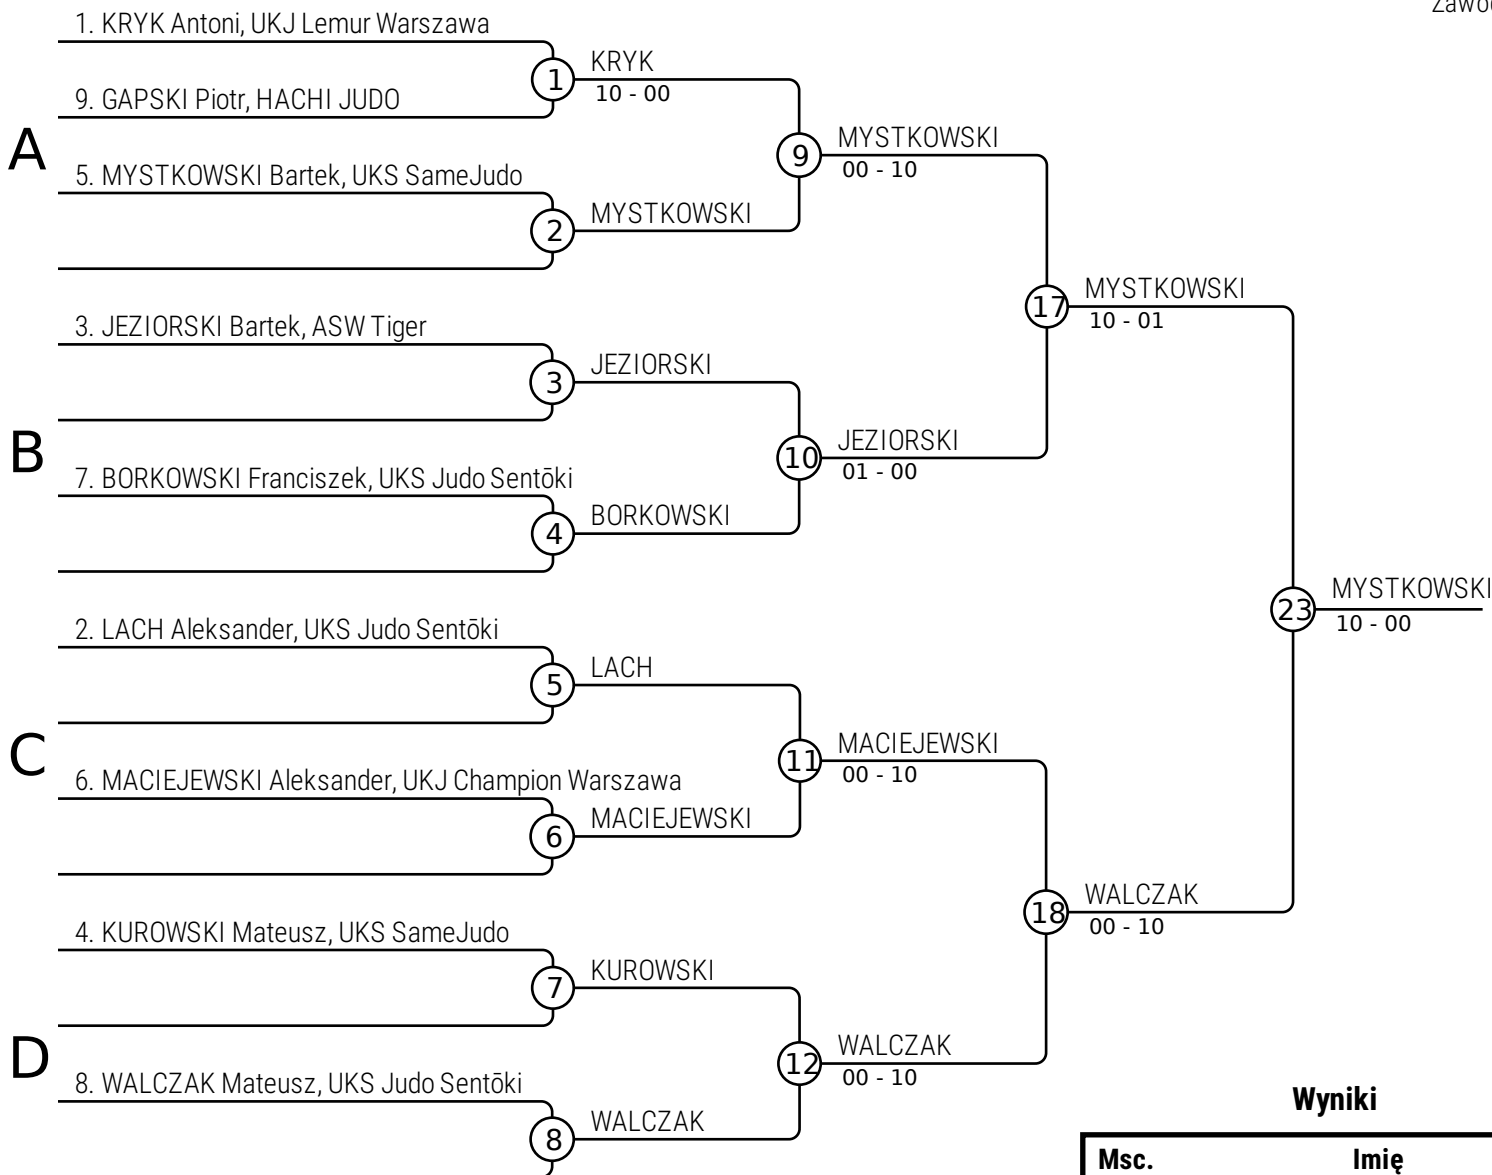 1. KRYK Antoni, UKJ Lemur Warszawa
1
KRYK
10 - 00
9. GAPSKI Piotr, HACHI JUDO
A
9
MYSTKOWSKI
00 - 10
5. MYSTKOWSKI Bartek, UKS SameJudo
2
MYSTKOWSKI
17
MYSTKOWSKI
10 - 01
3. JEZIORSKI Bartek, ASW Tiger
3
JEZIORSKI
B
10
JEZIORSKI
01 - 00
7. BORKOWSKI Franciszek, UKS Judo Sentōki
4
BORKOWSKI
23
MYSTKOWSKI
10 - 00
2. LACH Aleksander, UKS Judo Sentōki
5
LACH
C
11
MACIEJEWSKI
00 - 10
6. MACIEJEWSKI Aleksander, UKJ Champion Warszawa
6
MACIEJEWSKI
18
WALCZAK
00 - 10
4. KUROWSKI Mateusz, UKS SameJudo
7
KUROWSKI
D
12
WALCZAK
00 - 10
8. WALCZAK Mateusz, UKS Judo Sentōki
8
WALCZAK
Wyniki
Msc. Imię